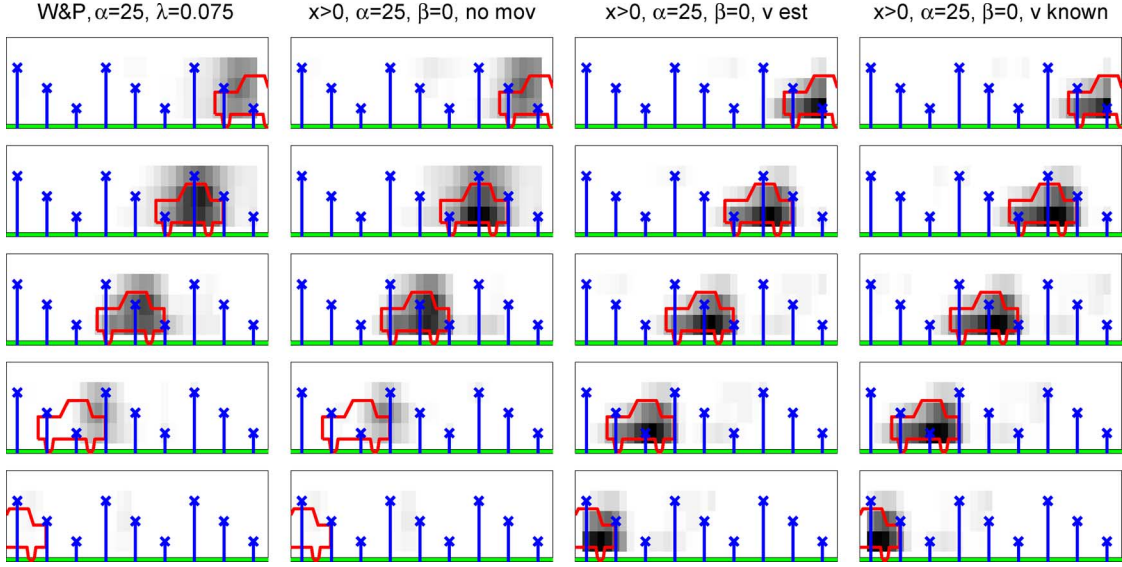 W&P, α=25, λ=0.075
x>0, α=25, β=0, no mov
x>0, α=25, β=0, v est
x>0, α=25, β=0, v known